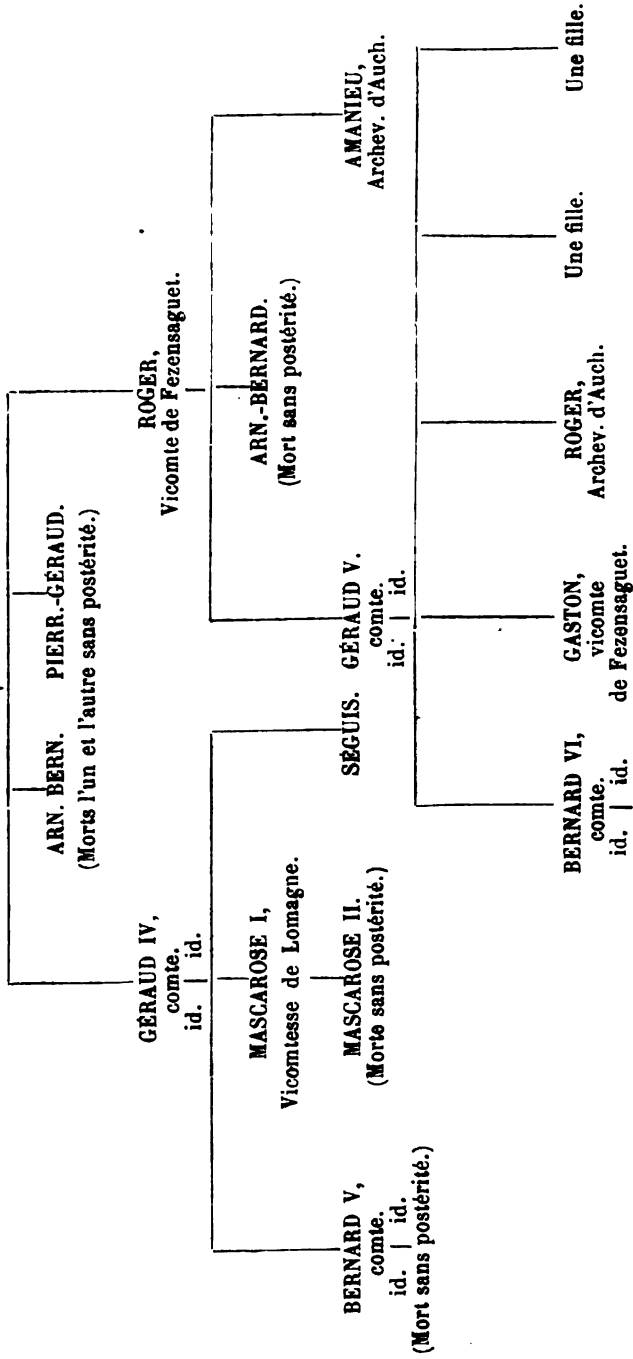 ARN. BERN. PIERR.-GÉRAUD.
(Morts l'un et l'autre sans postérité.)
GÉRAUD IV,
comte.
id. | id.
ROGER,
Vicomte de Fezensaguet.
MASCAROSE I,
Vicomtesse de Lomagne.
ARN.-BERNARD.
(Mort sans postérité.)
BERNARD V,
comte.
id. | id.
(Mort sans postérité.)
MASCAROSE II.
(Morte sans postérité.)
SÉGUIS.
GÉRAUD V.
comte.
id. | id.
AMANIEU,
Archev. d'Auch.
BERNARD VI,
comte.
id. | id.
GASTON,
vicomte
de Fezensaguet.
ROGER,
Archev. d'Auch.
Une fille.
Une fille.